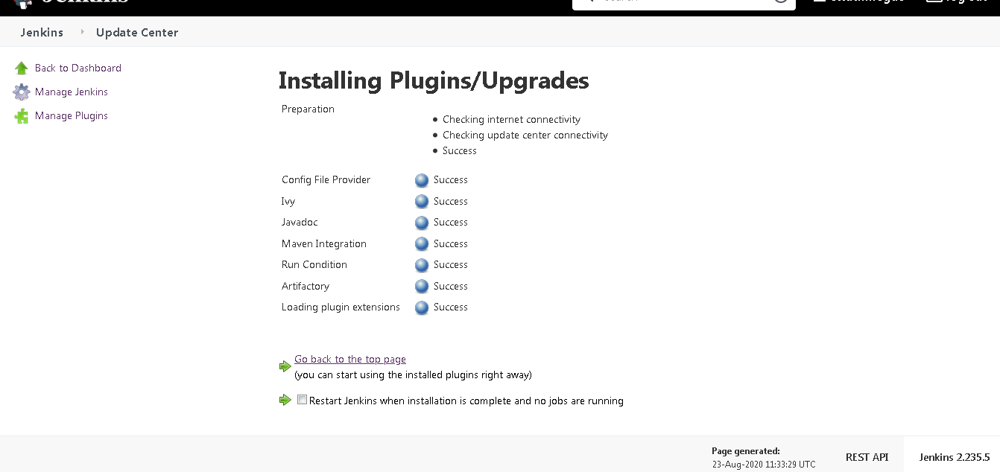 Jenkins
Jenkins Update Center
Back to Dashboard
Manage Jenkins
Manage Plugins
Installing Plugins/Upgrades
Preparation
Checking internet connectivity
Checking update center connectivity
Success
Config File Provider Success
Ivy Success
Javadoc Success
Maven Integration Success
Run Condition Success
Artifactory Success
Loading plugin extensions Success
Go back to the top page
(you can start using the installed plugins right away)
Restart Jenkins when installation is complete and no jobs are running
Page generated:
23-Aug-2020 11:33:29 UTC
REST API
Jenkins 2.235.5